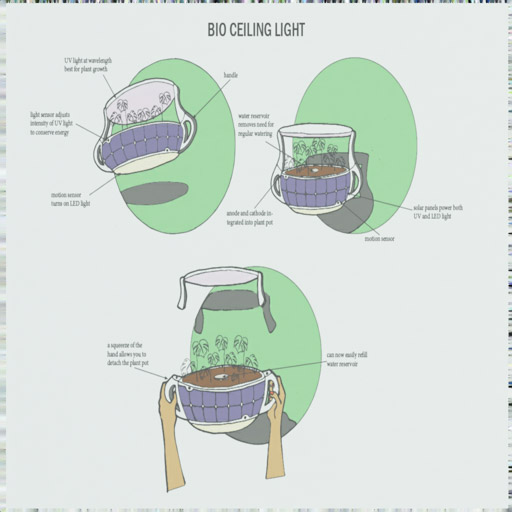 BIO CEILING LIGHT
UV light at wavelength
best for plant growth
handle
light sensor adjusts
intensity of UV light
to conserve energy
motion sensor
turns on LED light
water reservoir
removes need for
regular watering
anode and cathode in-
tegrated into plant pot
solar panels power both
UV and LED light
motion sensor
a squeeze of the
hand allows you to
detach the plant pot
can now easily refill
water reservoir